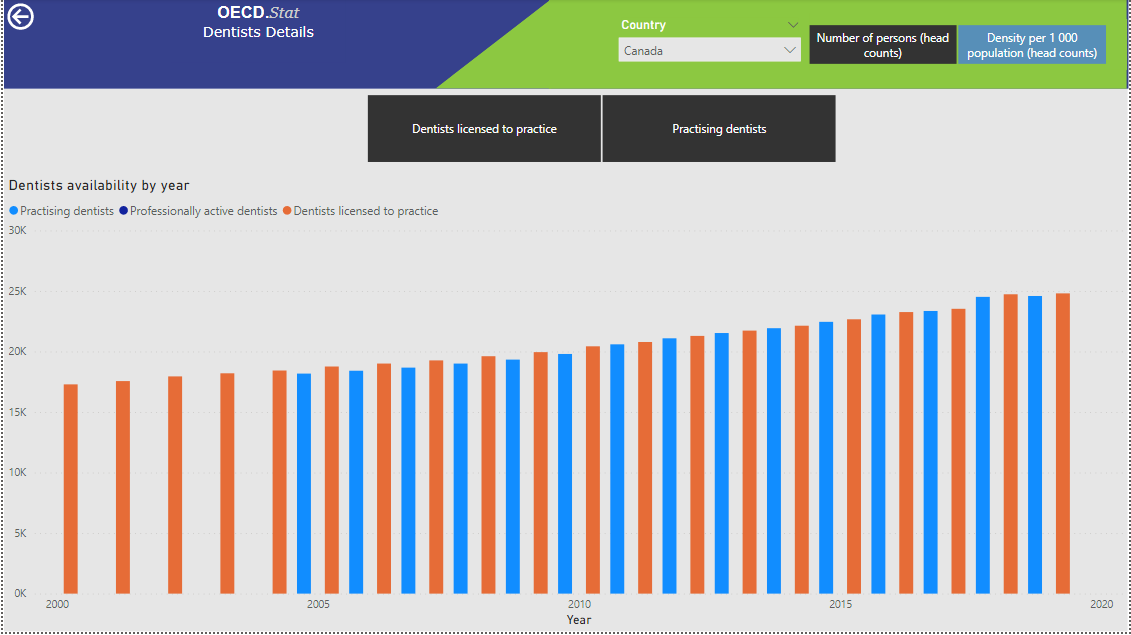 OECD.Stat
Dentists Details
Country
Canada
Number of persons (head
counts)
Density per 1 000
population (head counts)
Dentists licensed to practice
Practising dentists
Dentists availability by year
Practising dentists Professionally active dentists Dentists licensed to practice
30K
25K
20K
15K
10K
5K
0K
2000 2005 2010 2015 2020
Year